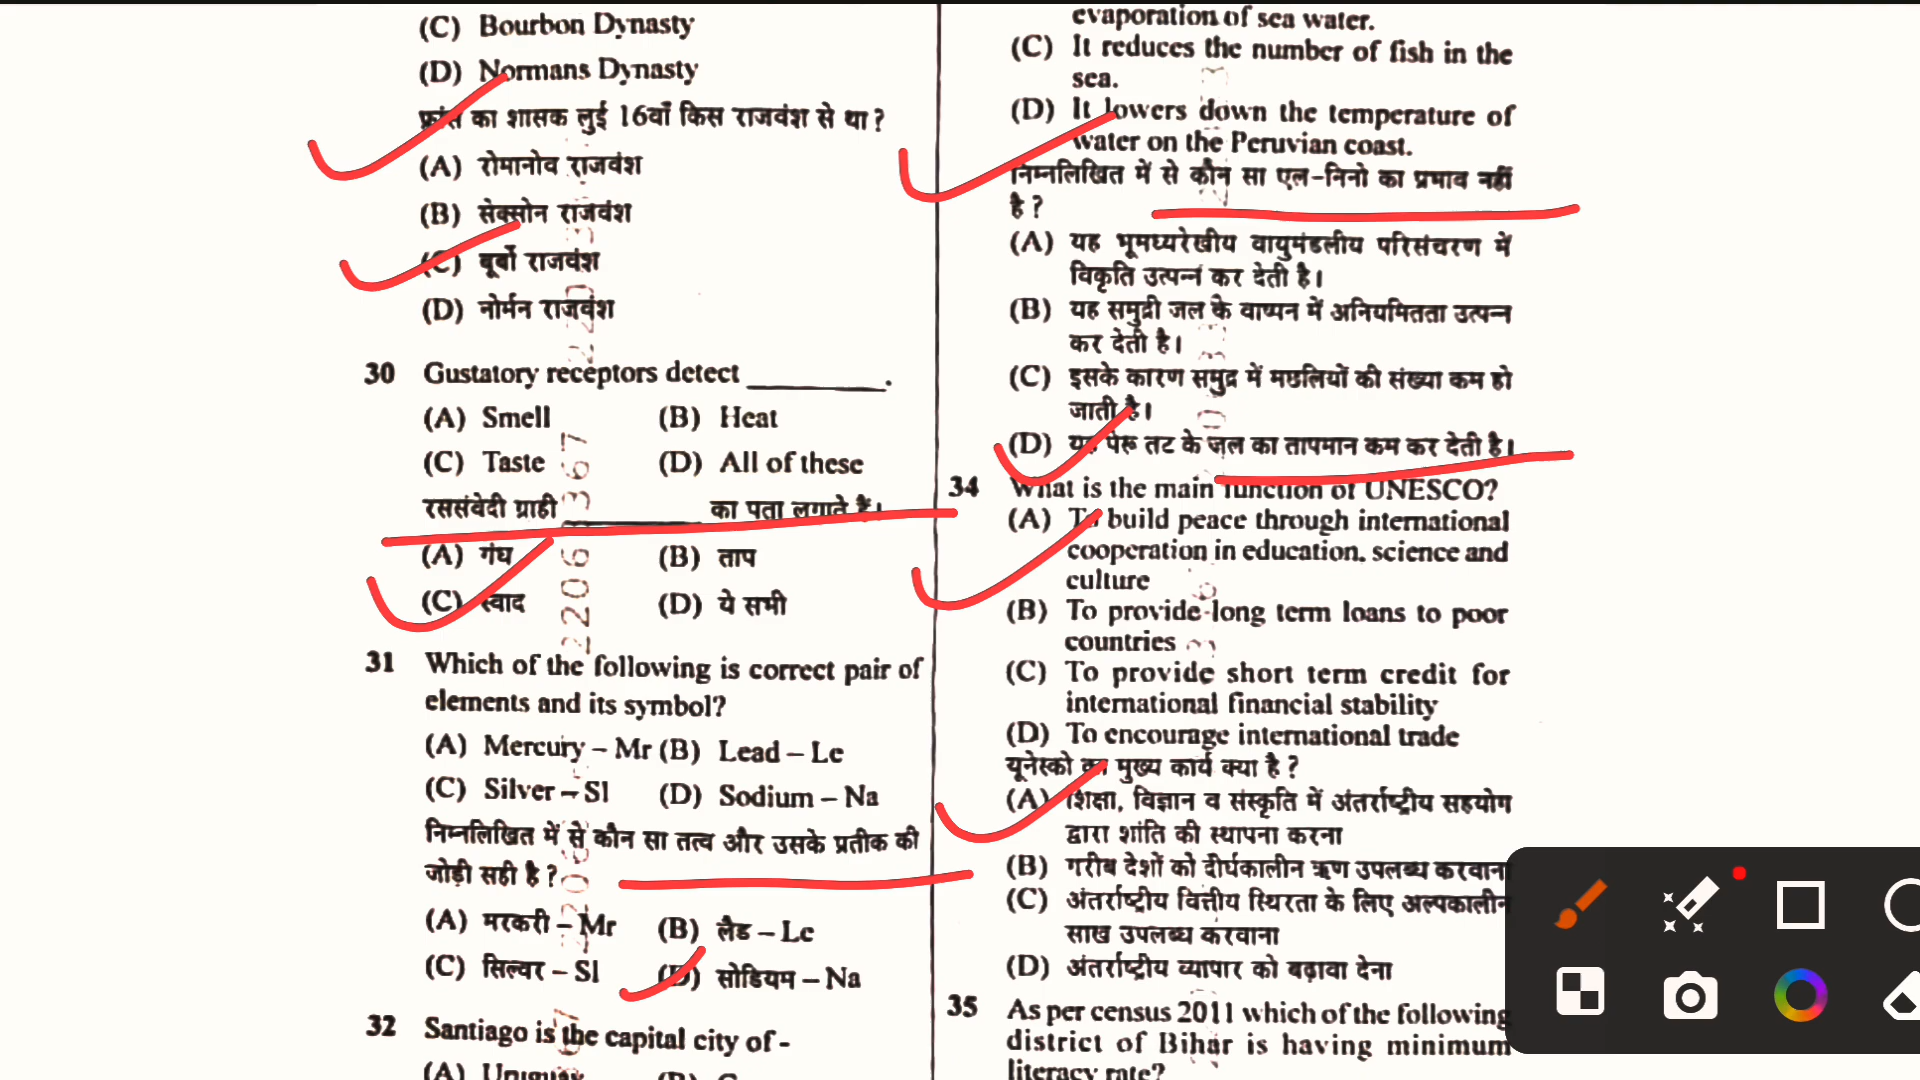 (C) Bourbon Dynasty
(D) Normans Dynasty
फ्रांस का शासक लुई 16वाँ किस राजवंश से था ?
(A) रोमानोव राजवंश
(B) सेक्सोन राजवंश
(C) बूर्बो राजवंश
(D) नोर्मन राजवंश
30 Gustatory receptors detect ________.
(A) Smell (B) Heat
(C) Taste (D) All of these
रससंवेदी ग्राही ________ का पता लगाते हैं।
(A) गंध (B) ताप
(C) स्वाद (D) ये सभी
31 Which of the following is correct pair of
elements and its symbol?
(A) Mercury – Mr (B) Lead – Le
(C) Silver – Sl (D) Sodium – Na
निम्नलिखित में से कौन सा तत्व और उसके प्रतीक की
जोड़ी सही है ?
(A) मरकरी – Mr (B) लैड – Le
(C) सिल्वर – Sl (D) सोडियम – Na
32 Santiago is the capital city of -
(A) Uruguay
evaporation of sea water.
(C) It reduces the number of fish in the
sea.
(D) It lowers down the temperature of
water on the Peruvian coast.
निम्नलिखित में से कौन सा एल-निनो का प्रभाव नहीं
है ?
(A) यह भूमध्यरेखीय वायुमंडलीय परिसंचरण में
विकृति उत्पन्न कर देती है।
(B) यह समुद्री जल के वाष्पन में अनियमितता उत्पन्न
कर देती है।
(C) इसके कारण समुद्र में मछलियों की संख्या कम हो
जाती है।
(D) यह पेरू तट के जल का तापमान कम कर देती है।
34 What is the main function of UNESCO?
(A) To build peace through international
cooperation in education, science and
culture
(B) To provide long term loans to poor
countries
(C) To provide short term credit for
international financial stability
(D) To encourage international trade
यूनेस्को का मुख्य कार्य क्या है ?
(A) शिक्षा, विज्ञान व संस्कृति में अंतर्राष्ट्रीय सहयोग
द्वारा शांति की स्थापना करना
(B) गरीब देशों को दीर्घकालीन ऋण उपलब्ध करवाना
(C) अंतर्राष्ट्रीय वित्तीय स्थिरता के लिए अल्पकालीन
साख उपलब्ध करवाना
(D) अंतर्राष्ट्रीय व्यापार को बढ़ावा देना
35 As per census 2011 which of the following
district of Bihar is having minimum
literacy rate?